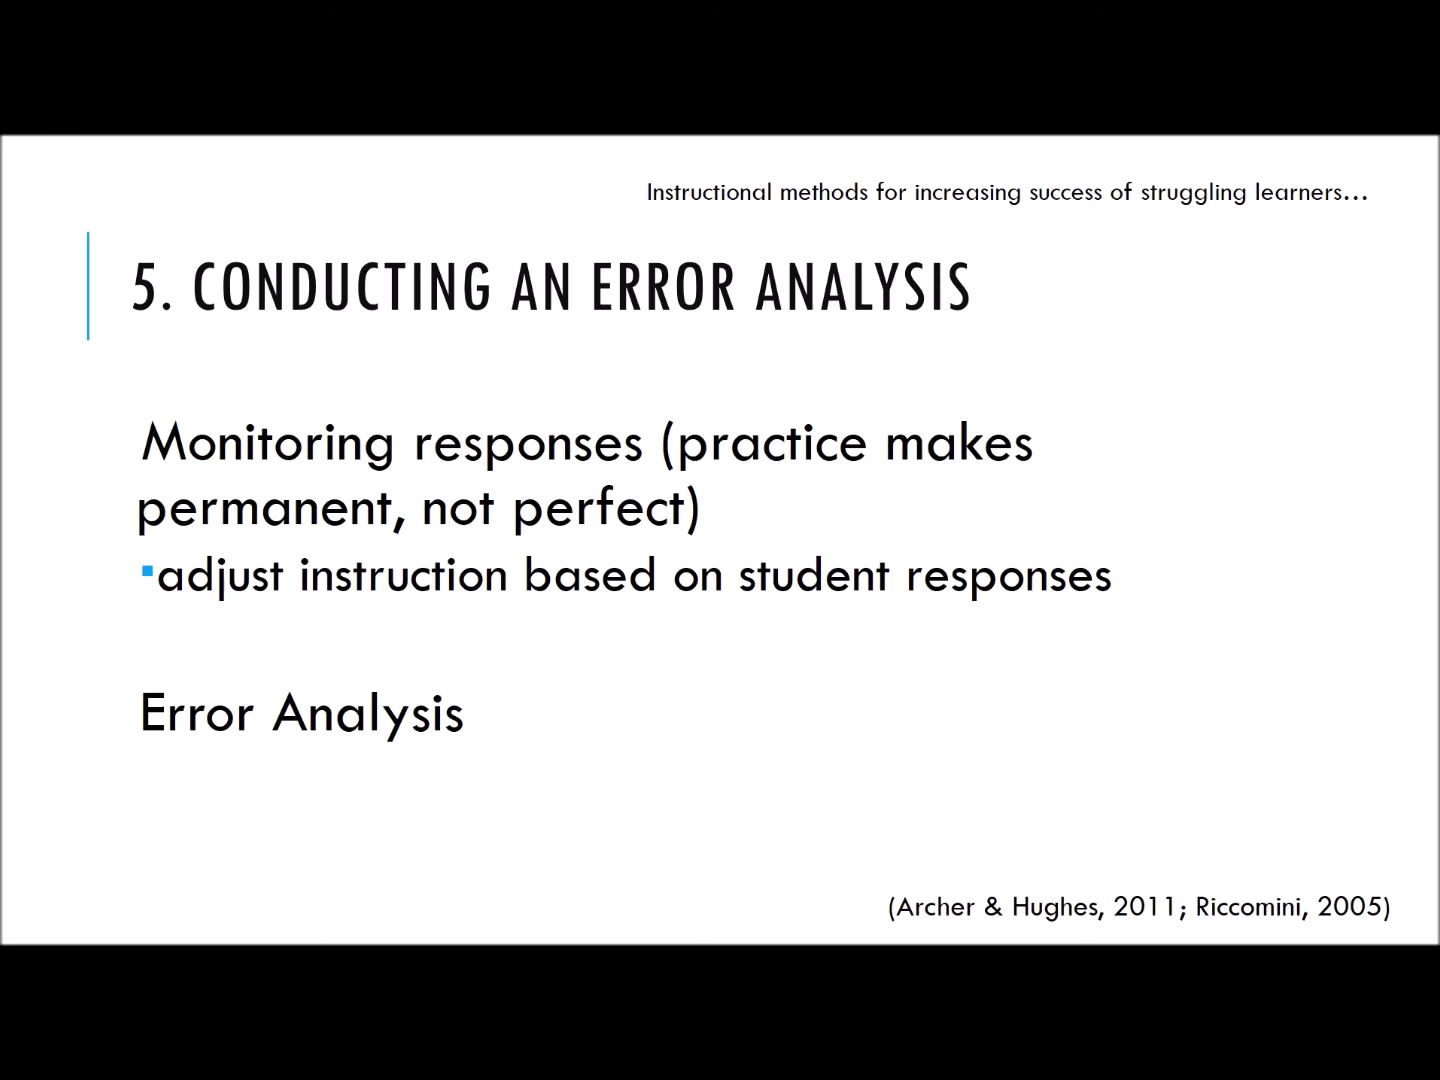 Instructional methods for increasing success of struggling learners...
5. CONDUCTING AN ERROR ANALYSIS
Monitoring responses (practice makes
permanent, not perfect)
▪adjust instruction based on student responses
Error Analysis
(Archer & Hughes, 2011; Riccomini, 2005)